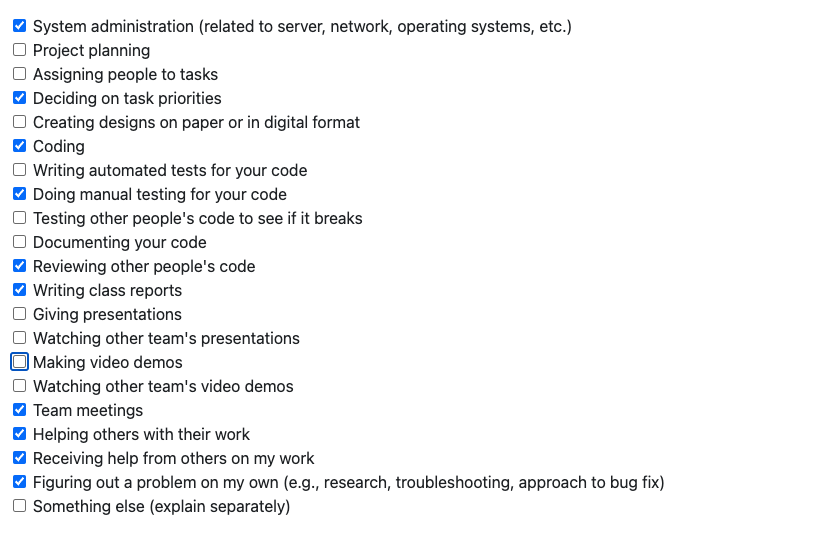 System administration (related to server, network, operating systems, etc.)
Project planning
Assigning people to tasks
Deciding on task priorities
Creating designs on paper or in digital format
Coding
Writing automated tests for your code
Doing manual testing for your code
Testing other people's code to see if it breaks
Documenting your code
Reviewing other people's code
Writing class reports
Giving presentations
Watching other team's presentations
Making video demos
Watching other team's video demos
Team meetings
Helping others with their work
Receiving help from others on my work
Figuring out a problem on my own (e.g., research, troubleshooting, approach to bug fix)
Something else (explain separately)